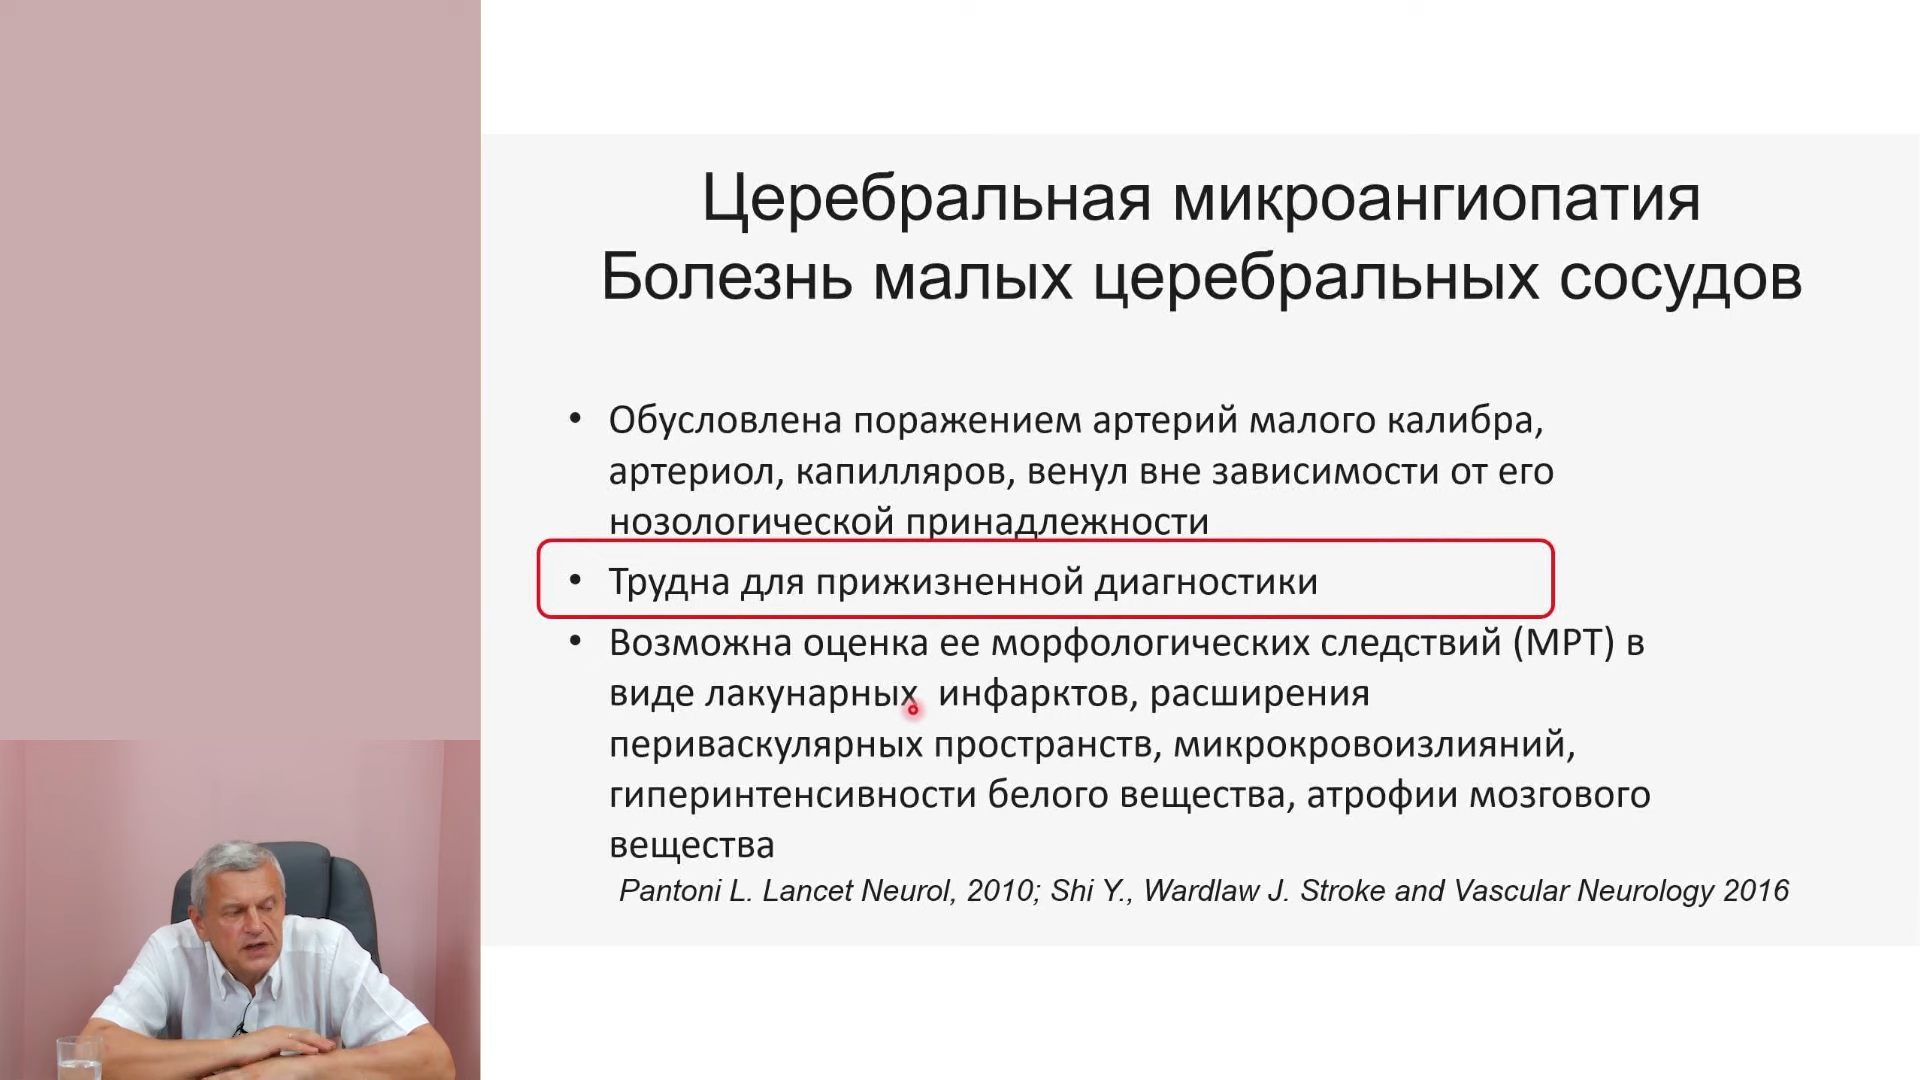 Церебральная микроангиопатия
Болезнь малых церебральных сосудов
• Обусловлена поражением артерий малого калибра,
артериол, капилляров, венул вне зависимости от его
нозологической принадлежности
• Трудна для прижизненной диагностики
• Возможна оценка ее морфологических следствий (МРТ) в
виде лакунарных инфарктов, расширения
периваскулярных пространств, микрокровоизлияний,
гиперинтенсивности белого вещества, атрофии мозгового
вещества
Pantoni L. Lancet Neurol, 2010; Shi Y., Wardlaw J. Stroke and Vascular Neurology 2016